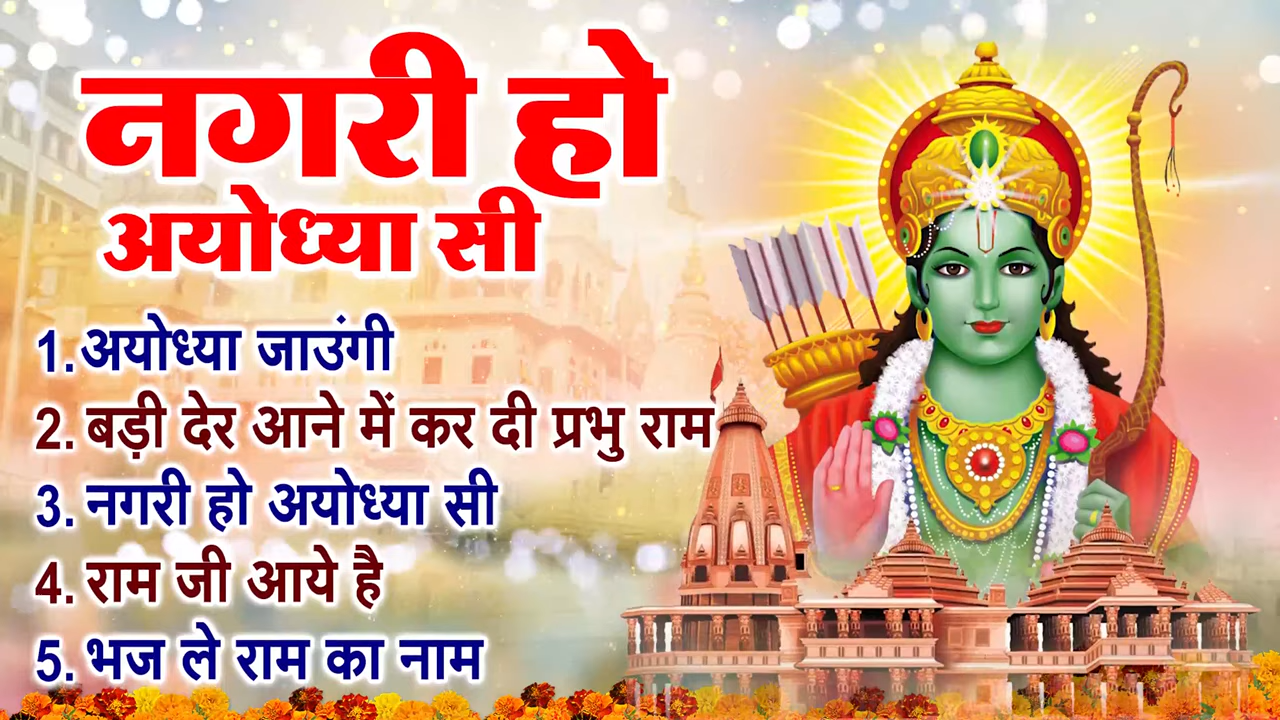 नगरी हो
अयोध्या सी
1. अयोध्या जाउंगी
2. बड़ी देर आने में कर दी प्रभु राम
3. नगरी हो अयोध्या सी
4. राम जी आये है
5. भज ले राम का नाम